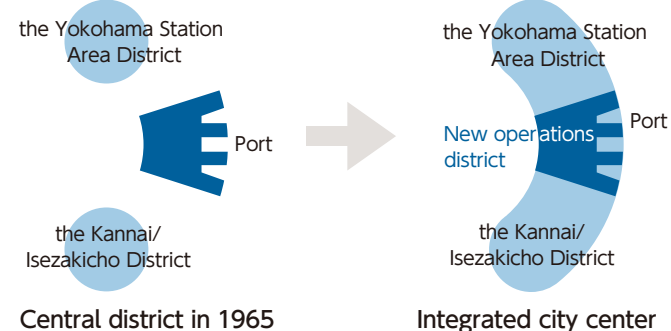 the Yokohama Station
Area District
Port
the Kannai/
Isezakicho District
Central district in 1965
the Yokohama Station
Area District
New operations
district
Port
the Kannai/
Isezakicho District
Integrated city center